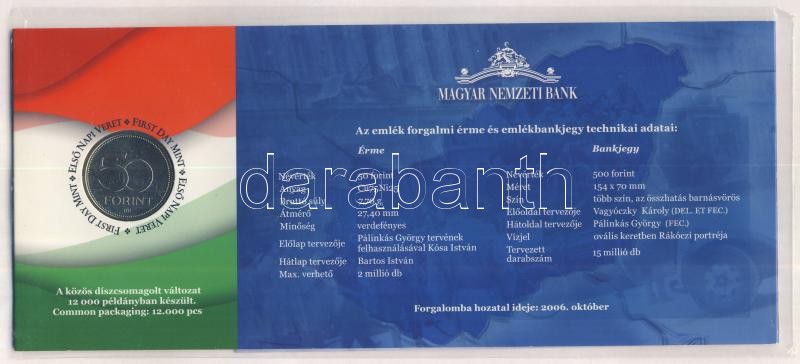 MAGYAR NEMZETI BANK
Az emlék forgalmi érme és emlékbankjegy technikai adatai:
Érme
Névérték 50 forint
Anyag Cu75Ni25
Bruttó súly 7,70 g
Átmérő 27,40 mm
Minőség verdefényes
Előlap tervezője Pálinkás György tervének
felhasználásával Kósa István
Hátlap tervezője Bartos István
Max. verhető 2 millió db
Bankjegy
Névérték 500 forint
Méret 154 x 70 mm
Szín több szín, az összhatás barnásvörös
Előoldal tervezője Vagyóczky Károly (DEL. ET FEC.)
Hátoldal tervezője Pálinkás György (FEC.)
Vízjel ovális keretben Rákóczi portréja
Tervezett
darabszám 15 millió db
Forgalomba hozatal ideje: 2006. október
ELSŐ NAPI VERET • FIRST DAY MINT • ELSŐ NAPI VERET • FIRST DAY MINT •
50
FORINT
BP.
A közös díszcsomagolt változat
12 000 példányban készült.
Common packaging: 12.000 pcs
darabanth